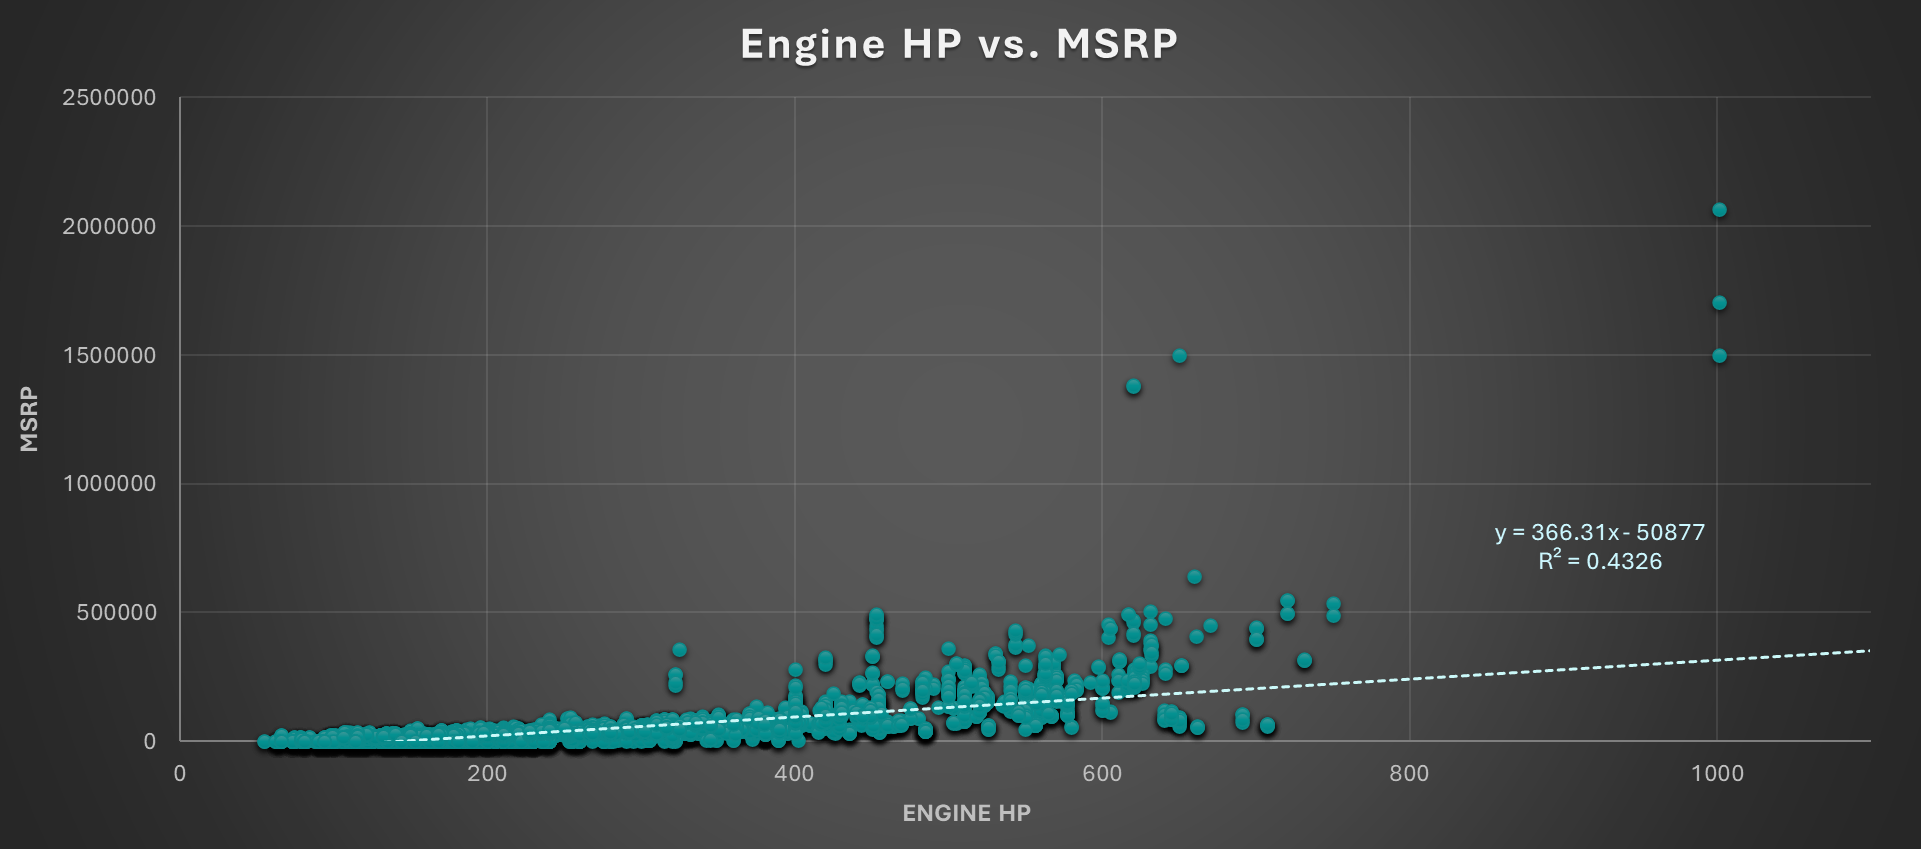 Engine HP vs. MSRP
2500000
2000000
1500000
1000000
500000
0
MSRP
y = 366.31x - 50877
R² = 0.4326
0 200 400 600 800 1000
ENGINE HP